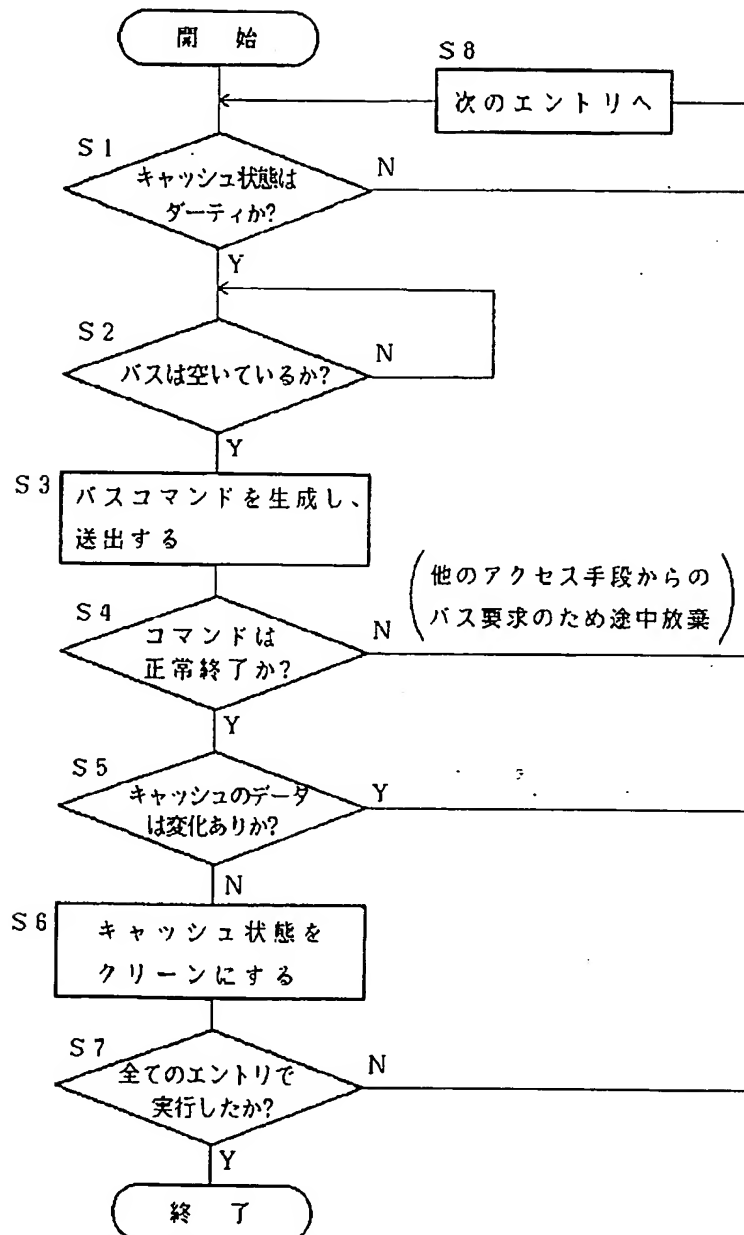 開 始
S8
次のエントリへ
S1
キャッシュ状態は
ダーティか?
N
Y
S2
バスは空いているか?
N
Y
S3
バスコマンドを生成し、
送出する
(他のアクセス手段からの
バス要求のため途中放棄)
S4
コマンドは
正常終了か?
N
Y
S5
キャッシュのデータ
は変化ありか?
Y
N
S6
キャッシュ状態を
クリーンにする
S7
全てのエントリで
実行したか?
N
Y
終 了